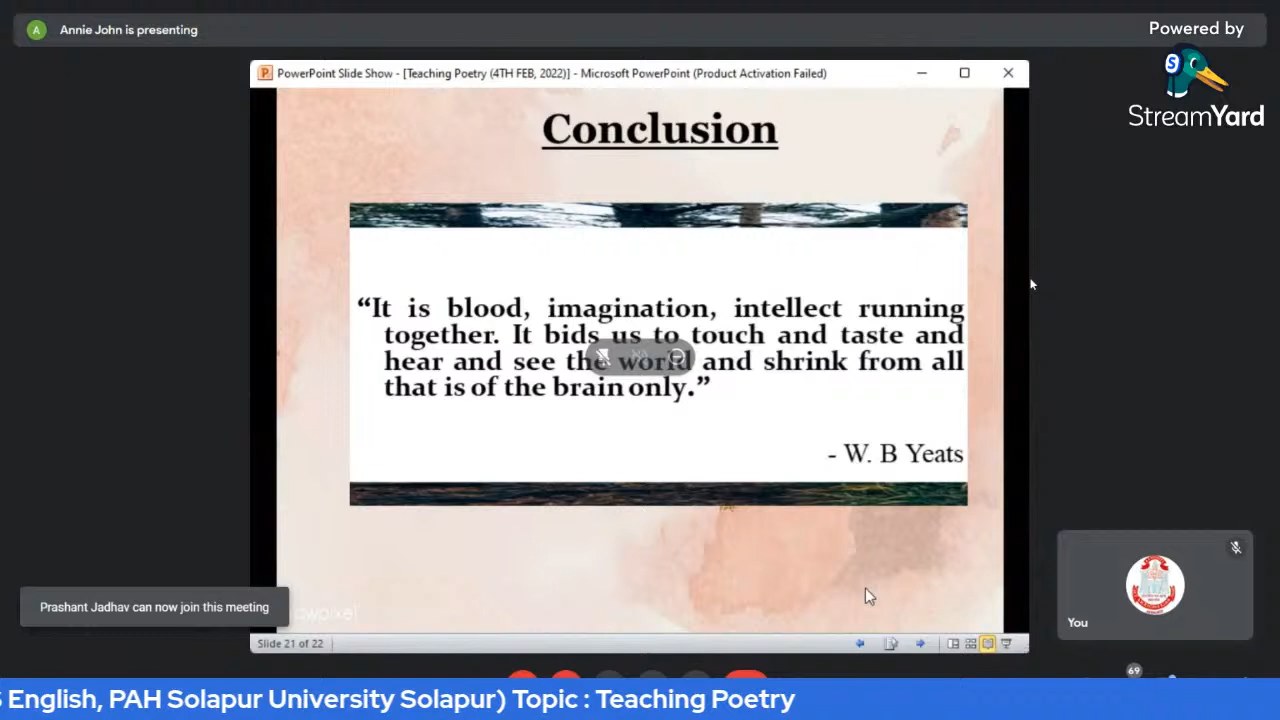 A
Annie John is presenting
Powered by
S
StreamYard
P
PowerPoint Slide Show - [Teaching Poetry (4TH FEB, 2022)] - Microsoft PowerPoint (Product Activation Failed)
Conclusion
“It is blood, imagination, intellect running
together. It bids us to touch and taste and
hear and see the world and shrink from all
that is of the brain only.”
- W. B Yeats
Prashant Jadhav can now join this meeting
You
Slide 21 of 22
69
S English, PAH Solapur University Solapur) Topic : Teaching Poetry